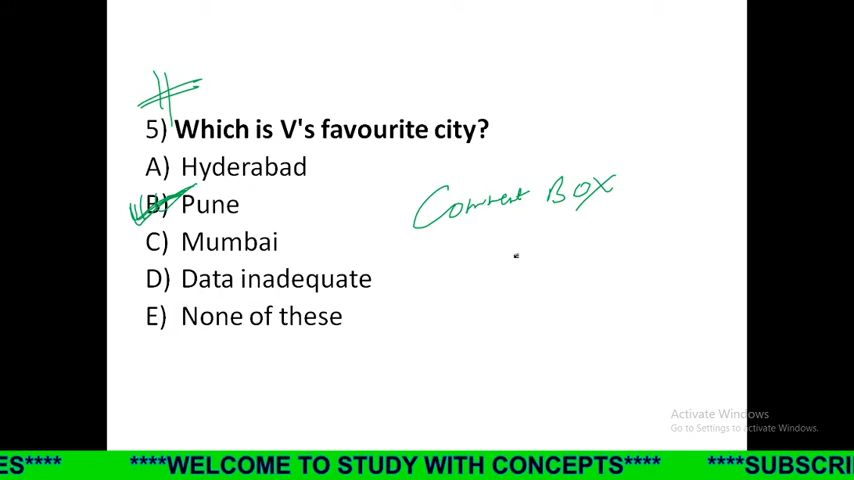 5) Which is V's favourite city?
A) Hyderabad
B) Pune
Comment BOX
C) Mumbai
D) Data inadequate
E) None of these
Activate Windows
Go to Settings to activate Windows.
ES**** ****WELCOME TO STUDY WITH CONCEPTS**** ****SUBSCRI